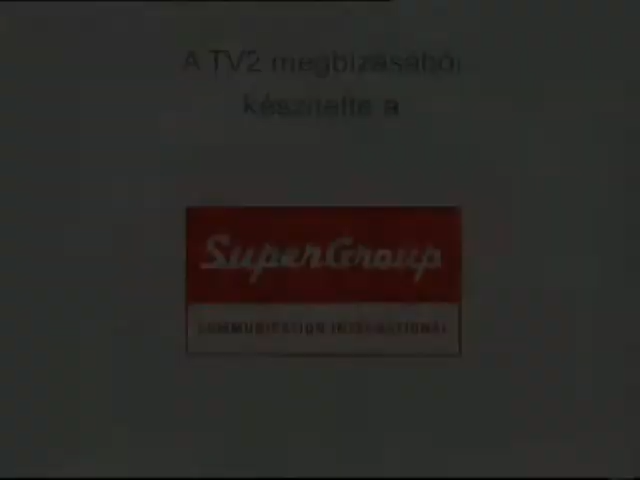 A TV2 megbízásából
készítette a
SuperGroup
COMMUNICATION INTERNATIONAL